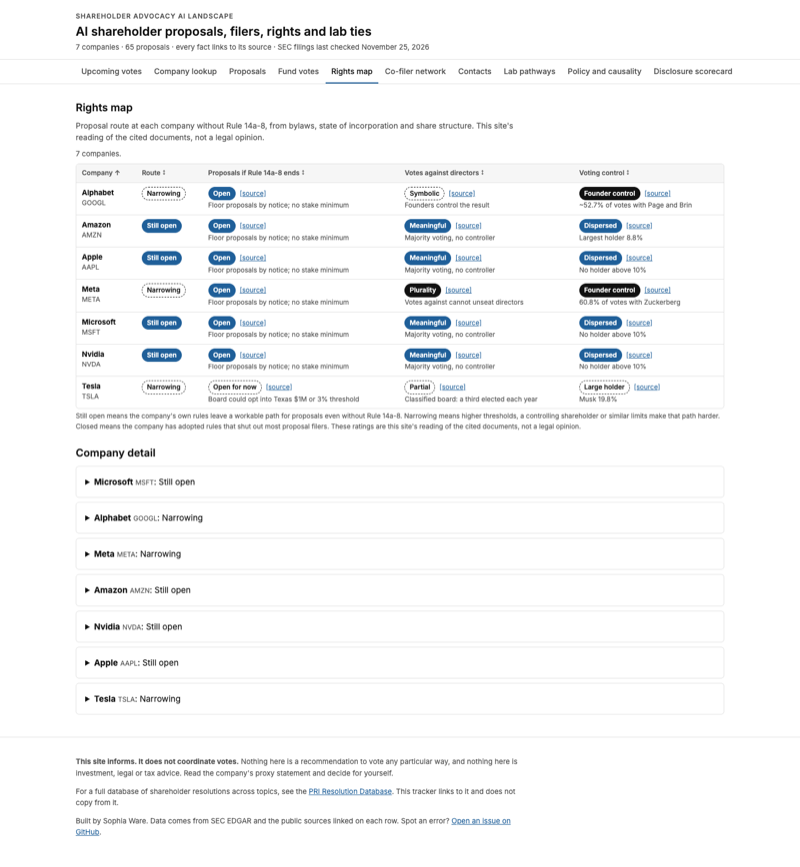 SHAREHOLDER ADVOCACY AI LANDSCAPE
AI shareholder proposals, filers, rights and lab ties
7 companies · 65 proposals · every fact links to its source · SEC filings last checked November 25, 2026
Upcoming votes Company lookup Proposals Fund votes Rights map Co-filer network Contacts Lab pathways Policy and causality Disclosure scorecard
Rights map
Proposal route at each company without Rule 14a-8, from bylaws, state of incorporation and share structure. This site's
reading of the cited documents, not a legal opinion.
7 companies.
Company ↑ Route ↕ Proposals if Rule 14a-8 ends ↕ Votes against directors ↕ Voting control ↕
Alphabet Narrowing Open [source] Symbolic [source] Founder control [source]
GOOGL Floor proposals by notice; no stake minimum Founders control the result ~52.7% of votes with Page and Brin
Amazon Still open Open [source] Meaningful [source] Dispersed [source]
AMZN Floor proposals by notice; no stake minimum Majority voting, no controller Largest holder 8.8%
Apple Still open Open [source] Meaningful [source] Dispersed [source]
AAPL Floor proposals by notice; no stake minimum Majority voting, no controller No holder above 10%
Meta Narrowing Open [source] Plurality [source] Founder control [source]
META Floor proposals by notice; no stake minimum Votes against cannot unseat directors 60.8% of votes with Zuckerberg
Microsoft Still open Open [source] Meaningful [source] Dispersed [source]
MSFT Floor proposals by notice; no stake minimum Majority voting, no controller No holder above 10%
Nvidia Still open Open [source] Meaningful [source] Dispersed [source]
NVDA Floor proposals by notice; no stake minimum Majority voting, no controller No holder above 10%
Tesla Narrowing Open for now [source] Partial [source] Large holder [source]
TSLA Board could opt into Texas $1M or 3% threshold Classified board: a third elected each year Musk 19.8%
Still open means the company's own rules leave a workable path for proposals even without Rule 14a-8. Narrowing means higher thresholds, a controlling shareholder or similar limits make that path harder.
Closed means the company has adopted rules that shut out most proposal filers. These ratings are this site's reading of the cited documents, not a legal opinion.
Company detail
▶ Microsoft MSFT: Still open
▶ Alphabet GOOGL: Narrowing
▶ Meta META: Narrowing
▶ Amazon AMZN: Still open
▶ Nvidia NVDA: Still open
▶ Apple AAPL: Still open
▶ Tesla TSLA: Narrowing
This site informs. It does not coordinate votes. Nothing here is a recommendation to vote any particular way, and nothing here is
investment, legal or tax advice. Read the company's proxy statement and decide for yourself.
For a full database of shareholder resolutions across topics, see the PRI Resolution Database. This tracker links to it and does not
copy from it.
Built by Sophia Ware. Data comes from SEC EDGAR and the public sources linked on each row. Spot an error? Open an issue on
GitHub.